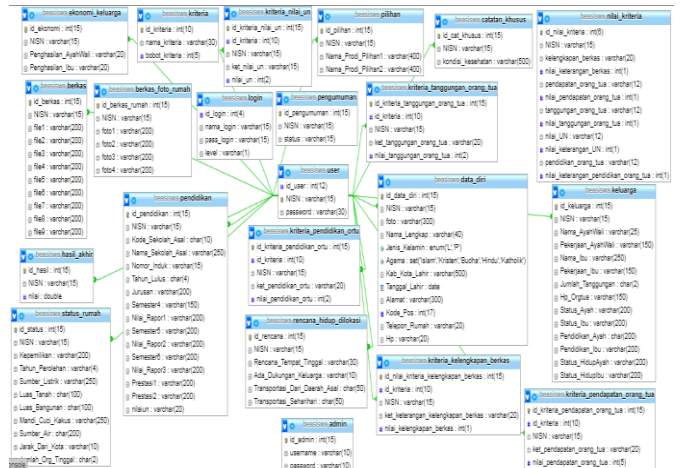 beasiswa ekonomi_keluarga
id_ekonomi : int(15)
NISN : varchar(15)
Penghasilan_AyahWali : varchar(20)
Penghasilan_Ibu : varchar(20)
beasiswa kriteria
id_kriteria : int(10)
nama_kriteria : varchar(30)
bobot_kriteria : int(5)
beasiswa kriteria_nilai_un
id_kriteria_nilai_un : int(15)
id_kriteria : int(10)
NISN : varchar(15)
ket_nilai_un : varchar(15)
nilai_un : int(2)
beasiswa pilihan
id_pilihan : int(15)
NISN : varchar(15)
Nama_Prodi_Pilihan1 : varchar(400)
Nama_Prodi_Pilihan2 : varchar(400)
beasiswa catatan_khusus
id_cat_khusus : int(15)
NISN : varchar(15)
kondisi_kesehatan : varchar(500)
beasiswa nilai_kriteria
id_nilai_kriteria : int(6)
NISN : varchar(15)
kelengkapan_berkas : varchar(20)
nilai_keterangan_berkas : int(1)
pendapatan_orang_tua : varchar(12)
nilai_pendapatan_orang_tua : int(1)
tanggungan_orang_tua : varchar(12)
nilai_tanggungan_orang_tua : int(1)
nilai_UN : varchar(12)
nilai_keterangan_UN : int(1)
pendidikan_orang_tua : varchar(12)
nilai_keterangan_pendidikan_orang_tua : int(1)
beasiswa berkas
id_berkas : int(15)
NISN : varchar(15)
file1 : varchar(200)
file2 : varchar(200)
file3 : varchar(200)
file4 : varchar(200)
file5 : varchar(200)
file6 : varchar(200)
file7 : varchar(200)
file8 : varchar(200)
file9 : varchar(200)
beasiswa berkas_foto_rumah
id_berkas_rumah : int(15)
NISN : varchar(15)
foto1 : varchar(200)
foto2 : varchar(200)
foto3 : varchar(200)
foto4 : varchar(200)
beasiswa login
id_login : int(4)
nama_login : varchar(15)
pass_login : varchar(15)
level : varchar(1)
beasiswa pengumuman
id_pengumuman : int(15)
NISN : varchar(15)
status : varchar(15)
beasiswa kriteria_tanggungan_orang_tua
id_kriteria_tanggungan_orang_tua : int(15)
id_kriteria : int(10)
NISN : varchar(15)
ket_tanggungan_orang_tua : varchar(20)
nilai_tanggungan_orang_tua : int(2)
beasiswa user
id_user : int(12)
NISN : varchar(15)
password : varchar(30)
beasiswa pendidikan
id_pendidikan : int(15)
NISN : varchar(15)
Kode_Sekolah_Asal : char(10)
Nama_Sekolah_Asal : varchar(250)
Nomor_Induk : varchar(15)
Tahun_Lulus : char(4)
Jurusan : varchar(200)
Semester4 : varchar(150)
Nilai_Rapor1 : varchar(200)
Semester5 : varchar(200)
Nilai_Rapor2 : varchar(200)
Semester6 : varchar(200)
Nilai_Rapor3 : varchar(200)
Prestasi1 : varchar(200)
Prestasi2 : varchar(200)
nilaiun : varchar(20)
beasiswa data_diri
id_data_diri : int(15)
NISN : varchar(15)
foto : varchar(300)
Nama_Lengkap : varchar(40)
Jenis_Kelamin : enum('L','P')
Agama : set('Islam','Kristen','Budha','Hindu','Katholik')
Kab_Kota_Lahir : varchar(500)
Tanggal_Lahir : date
Alamat : varchar(300)
Kode_Pos : int(17)
Telepon_Rumah : varchar(20)
Hp : varchar(20)
beasiswa keluarga
id_keluarga : int(15)
NISN : varchar(15)
Nama_AyahWali : varchar(25)
Pekerjaan_AyahWali : varchar(150)
Nama_Ibu : varchar(250)
Pekerjaan_Ibu : varchar(150)
Jumlah_Tanggungan : char(2)
Hp_Orgtua : varchar(150)
Status_Ayah : varchar(200)
Status_Ibu : varchar(200)
Pendidikan_Ayah : char(200)
Pendidikan_Ibu : varchar(200)
Status_HidupAyah : varchar(200)
Status_HidupIbu : varchar(200)
beasiswa kriteria_pendidikan_ortu
id_kriteria_pendidikan_ortu : int(15)
id_kriteria : int(10)
NISN : varchar(15)
ket_pendidikan_ortu : varchar(20)
nilai_pendidikan_ortu : int(2)
beasiswa hasil_akhir
id_hasil : int(15)
NISN : varchar(15)
nilai : double
beasiswa status_rumah
id_status : int(15)
NISN : varchar(15)
Kepemilikan : varchar(200)
Tahun_Perolehan : varchar(4)
Sumber_Listrik : varchar(250)
Luas_Tanah : char(100)
Luas_Bangunan : char(100)
Mandi_Cuci_Kakus : varchar(250)
Sumber_Air : char(200)
Jarak_Dari_Kota : varchar(10)
Jumlah_Org_Tinggal : char(2)
beasiswa rencana_hidup_dilokasi
id_rencana : int(15)
NISN : varchar(15)
Rencana_Tempat_Tinggal : varchar(30)
Ada_Dukungan_Keluarga : varchar(10)
Transportasi_Dari_Daerah_Asal : char(50)
Transportasi_Seharihari : char(50)
beasiswa kriteria_kelengkapan_berkas
id_nilai_kriteria_kelengkapan_berkas : int(15)
id_kriteria : int(10)
NISN : varchar(15)
ket_keterangan_kelengkapan_berkas : varchar(20)
nilai_kelengkapan_berkas : int(1)
beasiswa kriteria_pendapatan_orang_tua
id_kriteria_pendapatan_orang_tua : int(15)
id_kriteria : int(10)
NISN : varchar(15)
ket_pendapatan_orang_tua : varchar(20)
nilai_pendapatan_orang_tua : int(5)
beasiswa admin
id_admin : int(15)
username : varchar(10)
password : varchar(10)